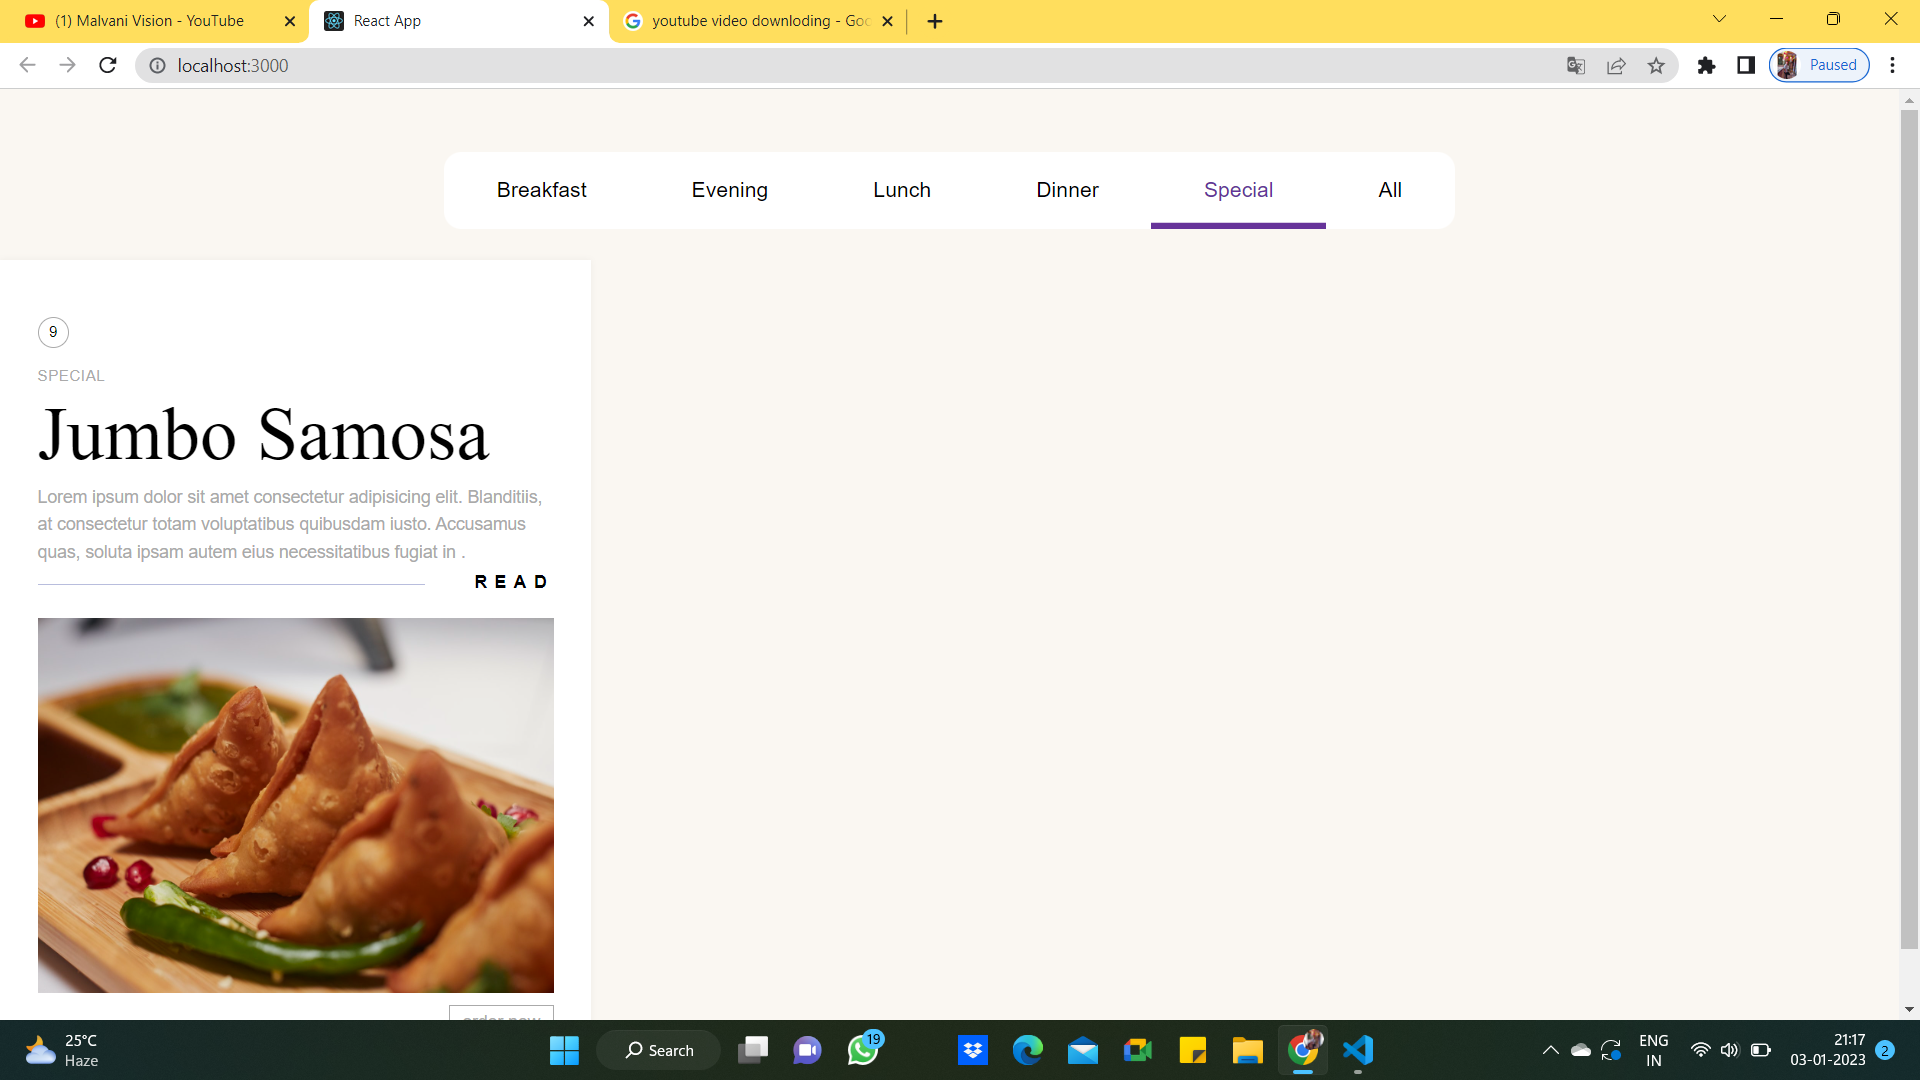 (1) Malvani Vision - YouTube
React App
youtube video downloding - Goo
localhost:3000
Paused
Breakfast
Evening
Lunch
Dinner
Special
All
9
SPECIAL
Jumbo Samosa
Lorem ipsum dolor sit amet consectetur adipisicing elit. Blanditiis,
at consectetur totam voluptatibus quibusdam iusto. Accusamus
quas, soluta ipsam autem eius necessitatibus fugiat in .
READ
order now
25°C
Haze
Search
19
ENG
IN
21:17
03-01-2023
2